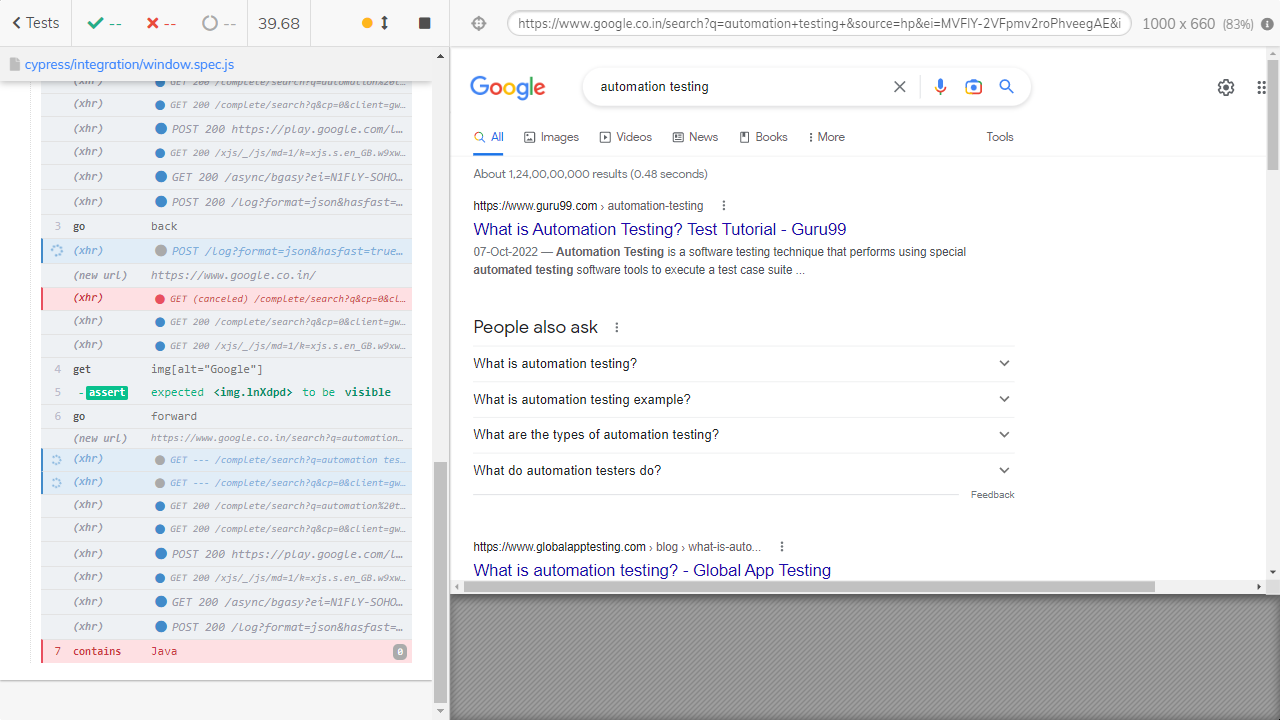 Tests
--
--
--
39.68
cypress/integration/window.spec.js
(xhr) GET 200 /complete/search?q=automation%20t…
(xhr) GET 200 /complete/search?q&cp=0&client=gw…
(xhr) POST 200 https://play.google.com/l…
(xhr) GET 200 /xjs/_/js/md=1/k=xjs.s.en_GB.w9xw…
(xhr) GET 200 /async/bgasy?ei=N1FlY-SOHO…
(xhr) POST 200 /log?format=json&hasfast=…
3 go back
(xhr) POST /log?format=json&hasfast=true…
(new url) https://www.google.co.in/
(xhr) GET (canceled) /complete/search?q&cp=0&cl…
(xhr) GET 200 /complete/search?q&cp=0&client=gw…
(xhr) GET 200 /xjs/_/js/md=1/k=xjs.s.en_GB.w9xw…
4 get img[alt="Google"]
5 -assert expected <img.lnXdpd> to be visible
6 go forward
(new url) https://www.google.co.in/search?q=automation…
(xhr) GET --- /complete/search?q=automation tes…
(xhr) GET --- /complete/search?q&cp=0&client=gw…
(xhr) GET 200 /complete/search?q=automation%20t…
(xhr) GET 200 /complete/search?q&cp=0&client=gw…
(xhr) POST 200 https://play.google.com/l…
(xhr) GET 200 /xjs/_/js/md=1/k=xjs.s.en_GB.w9xw…
(xhr) GET 200 /async/bgasy?ei=N1FlY-SOHO…
(xhr) POST 200 /log?format=json&hasfast=…
7 contains Java 0
https://www.google.co.in/search?q=automation+testing+&source=hp&ei=MVFlY-2VFpmv2roPhveegAE&i
1000 x 660 (83%)
Google
automation testing
All Images Videos News Books More Tools
About 1,24,00,00,000 results (0.48 seconds)
https://www.guru99.com › automation-testing
What is Automation Testing? Test Tutorial - Guru99
07-Oct-2022 — Automation Testing is a software testing technique that performs using special
automated testing software tools to execute a test case suite ...
People also ask
What is automation testing?
What is automation testing example?
What are the types of automation testing?
What do automation testers do?
Feedback
https://www.globalapptesting.com › blog › what-is-auto...
What is automation testing? - Global App Testing